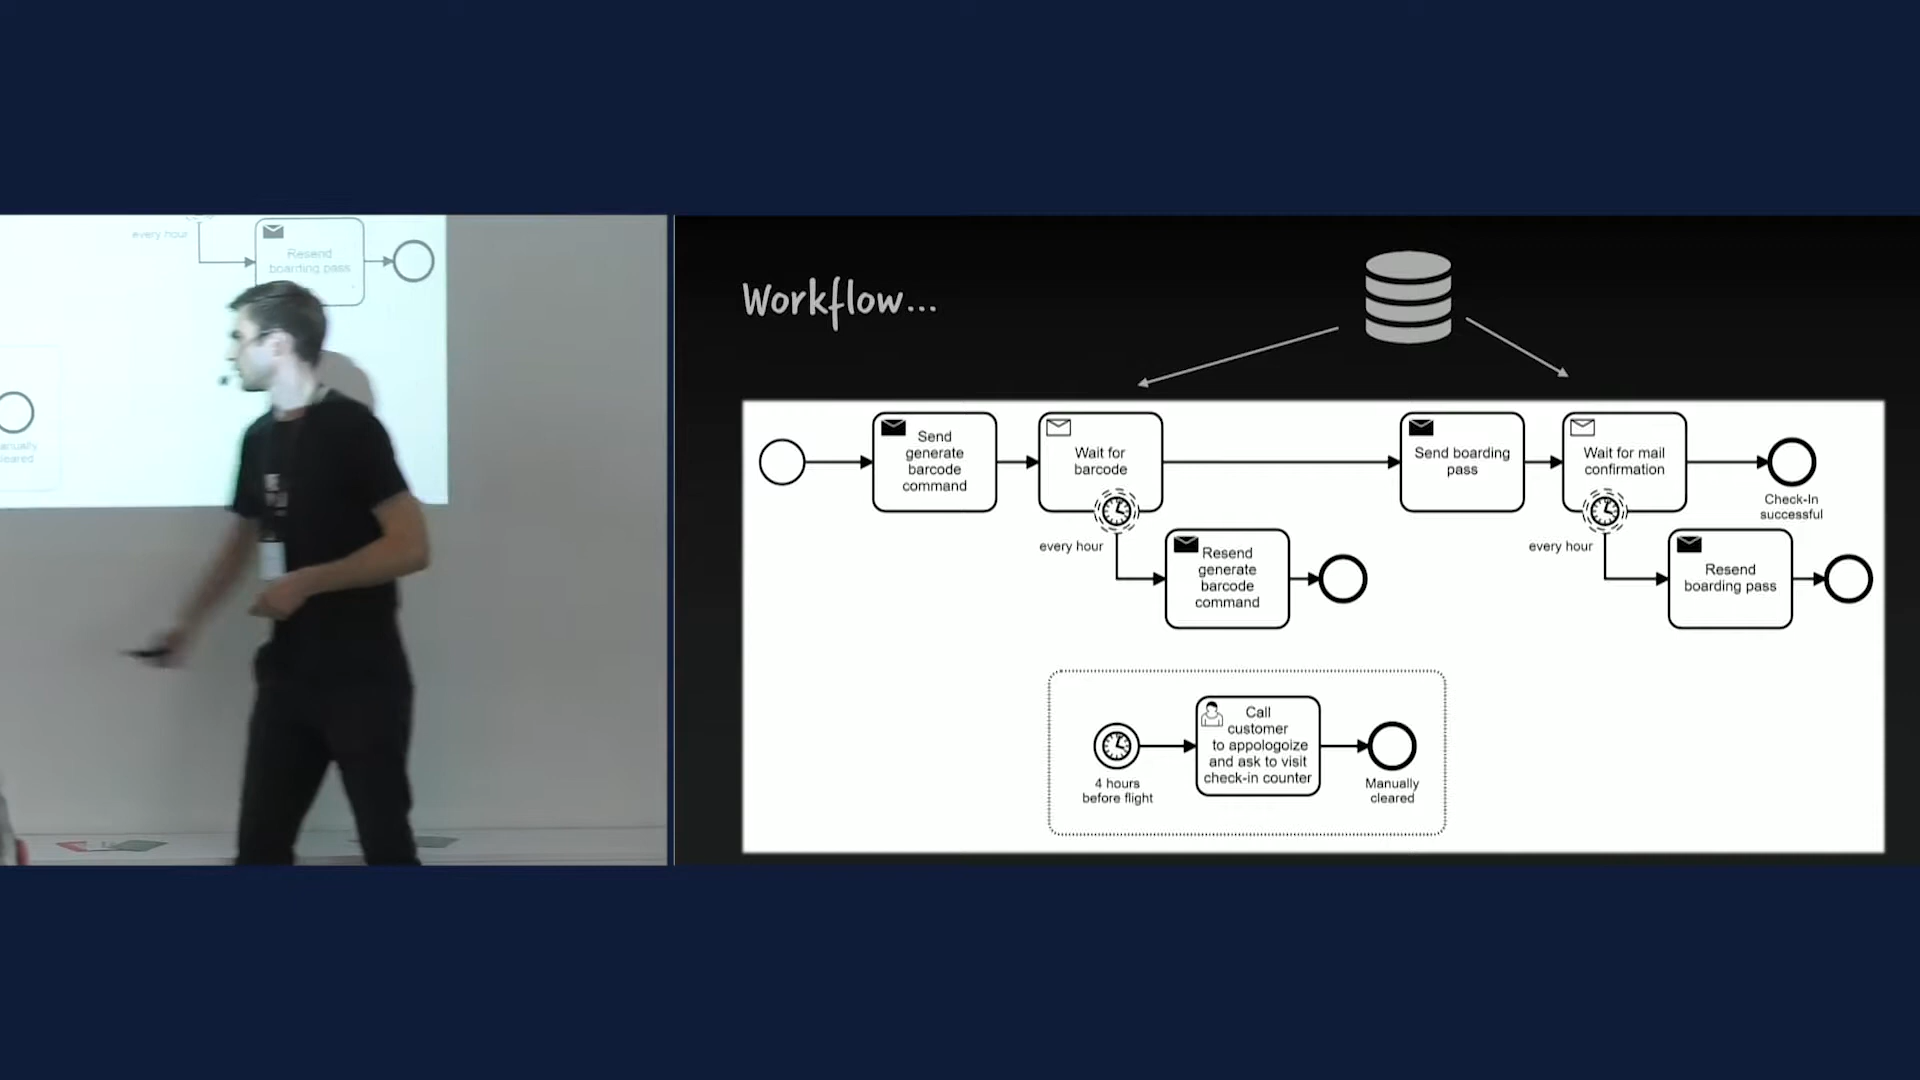 every hour
Resend
boarding pass
Workflow...
Send
generate
barcode
command
Wait for
barcode
Send boarding
pass
Wait for mail
confirmation
Check-In
successful
every hour
Resend
generate
barcode
command
every hour
Resend
boarding pass
4 hours
before flight
Call
customer
to appologoize
and ask to visit
check-in counter
Manually
cleared